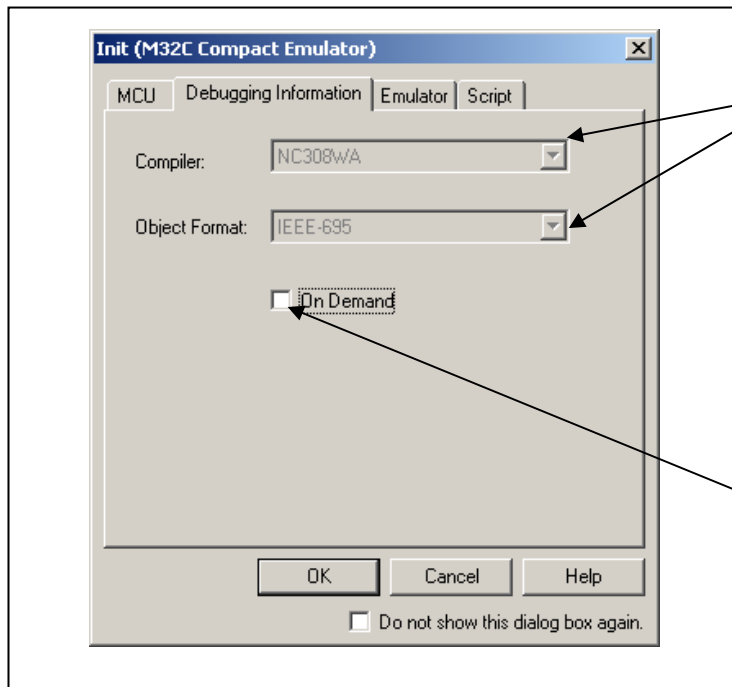 Init (M32C Compact Emulator)
MCU Debugging Information Emulator Script
Compiler: NC308WA
Object Format: IEEE-695
On Demand
OK Cancel Help
Do not show this dialog box again.